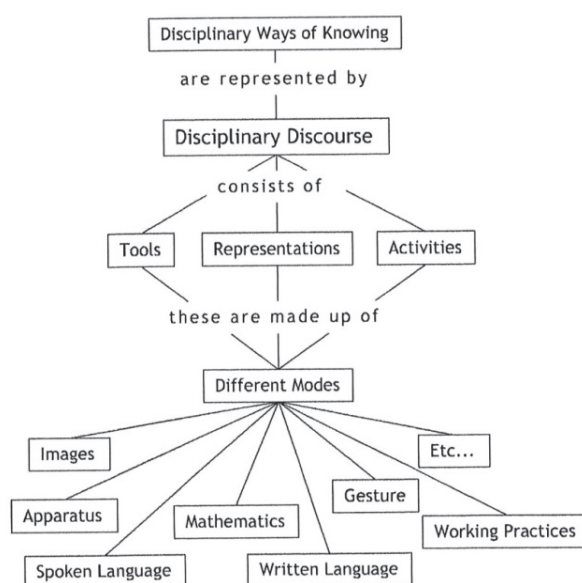 Disciplinary Ways of Knowing
are represented by
Disciplinary Discourse
consists of
Tools
Representations
Activities
these are made up of
Different Modes
Images
Etc...
Apparatus
Mathematics
Gesture
Working Practices
Spoken Language
Written Language